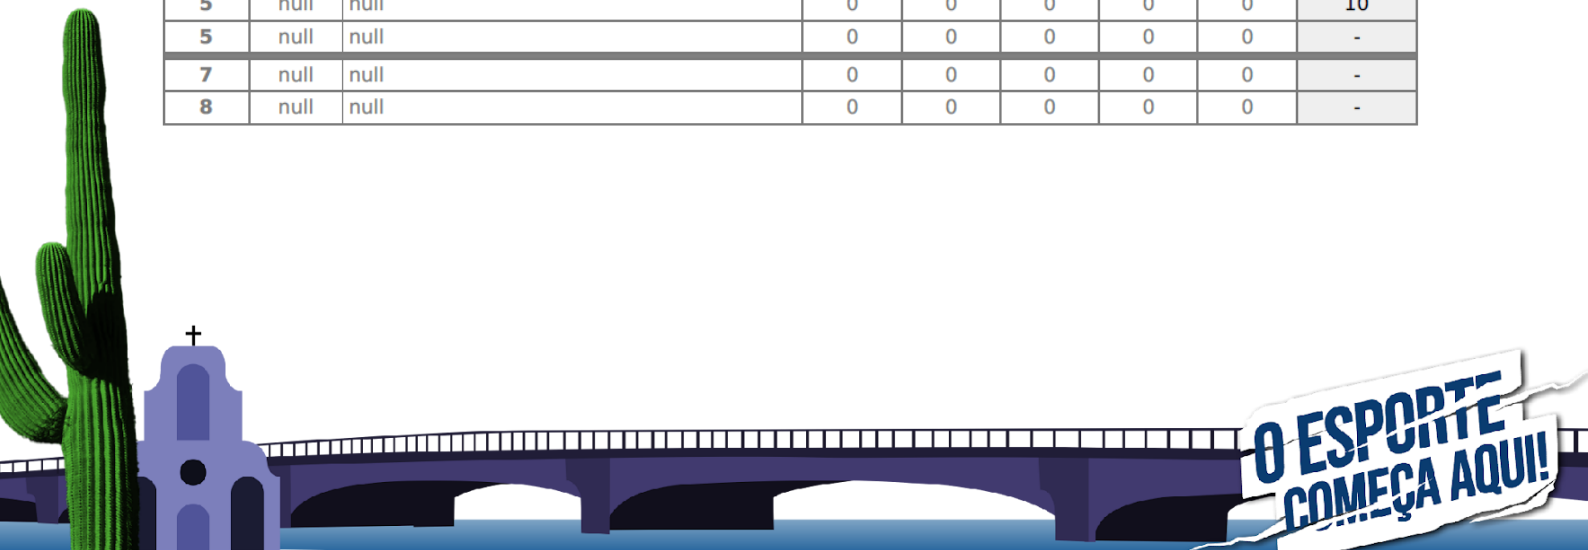 5 null null 0 0 0 0 0 10
5 null null 0 0 0 0 0 -
7 null null 0 0 0 0 0 -
8 null null 0 0 0 0 0 -
O ESPORTE
COMEÇA AQUI!